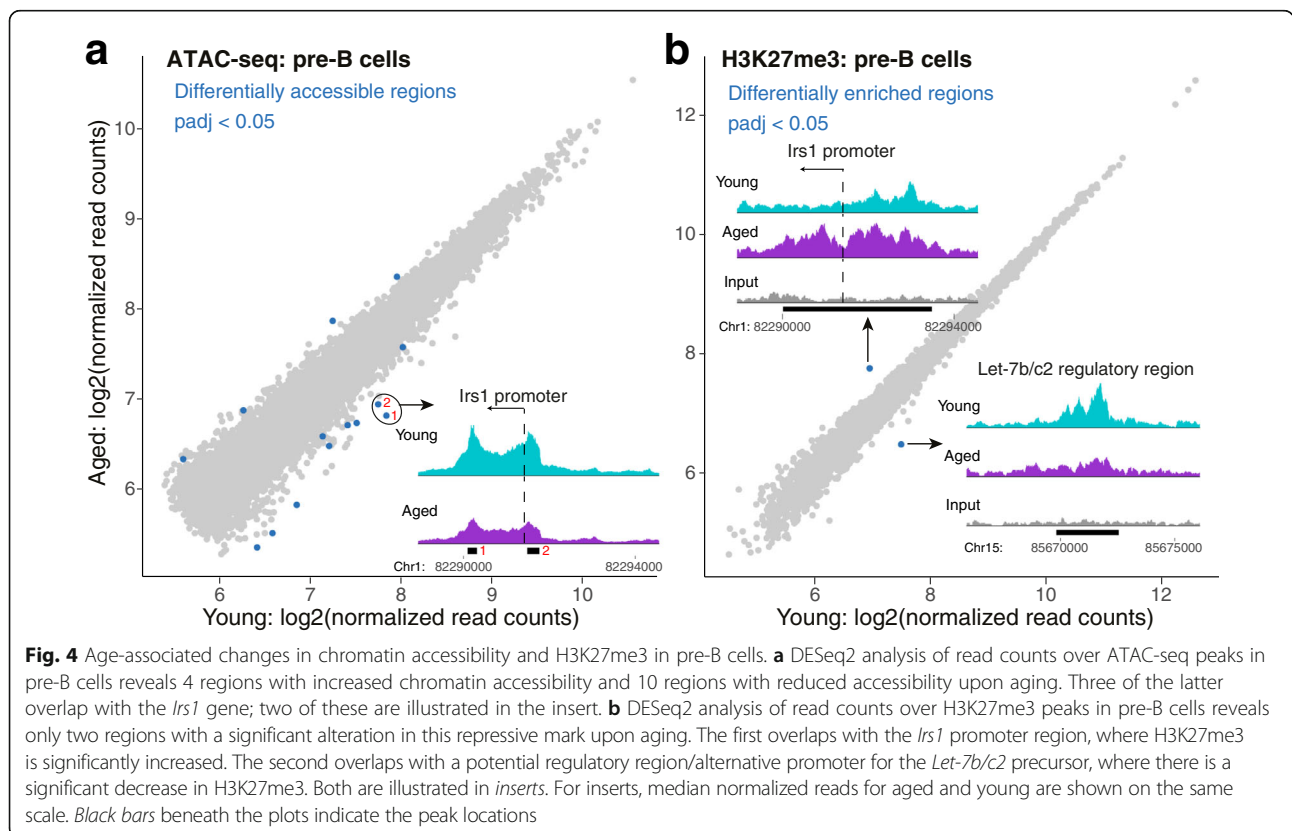 a
ATAC-seq: pre-B cells
Differentially accessible regions
padj < 0.05
Aged: log2(normalized read counts)
10
9
8
7
6
2
1
Irs1 promoter
Young
Aged
1
2
Chr1:
82290000
82294000
6
7
8
9
10
Young: log2(normalized read counts)
b
H3K27me3: pre-B cells
Differentially enriched regions
padj < 0.05
12
10
8
6
Irs1 promoter
Young
Aged
Input
Chr1:
82290000
82294000
Let-7b/c2 regulatory region
Young
Aged
Input
Chr15:
85670000
85675000
6
8
10
12
Young: log2(normalized read counts)
Fig. 4 Age-associated changes in chromatin accessibility and H3K27me3 in pre-B cells. a DESeq2 analysis of read counts over ATAC-seq peaks in
pre-B cells reveals 4 regions with increased chromatin accessibility and 10 regions with reduced accessibility upon aging. Three of the latter
overlap with the Irs1 gene; two of these are illustrated in the insert. b DESeq2 analysis of read counts over H3K27me3 peaks in pre-B cells reveals
only two regions with a significant alteration in this repressive mark upon aging. The first overlaps with the Irs1 promoter region, where H3K27me3
is significantly increased. The second overlaps with a potential regulatory region/alternative promoter for the Let-7b/c2 precursor, where there is a
significant decrease in H3K27me3. Both are illustrated in inserts. For inserts, median normalized reads for aged and young are shown on the same
scale. Black bars beneath the plots indicate the peak locations